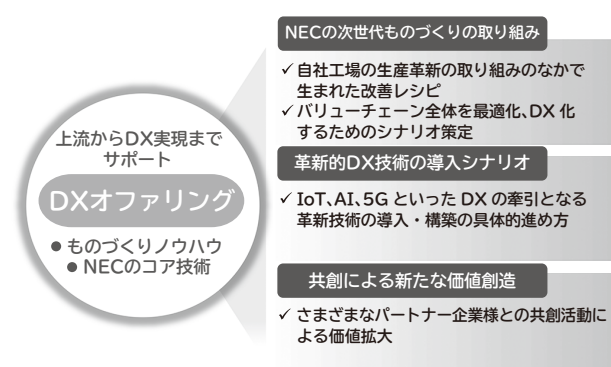 上流からDX実現まで
サポート
DXオファリング
● ものづくりノウハウ
● NECのコア技術
NECの次世代ものづくりの取り組み
✓ 自社工場の生産革新の取り組みのなかで
生まれた改善レシピ
✓ バリューチェーン全体を最適化、DX 化
するためのシナリオ策定
革新的DX技術の導入シナリオ
✓ IoT、AI、5G といった DX の牽引となる
革新技術の導入・構築の具体的進め方
共創による新たな価値創造
✓ さまざまなパートナー企業様との共創活動に
よる価値拡大